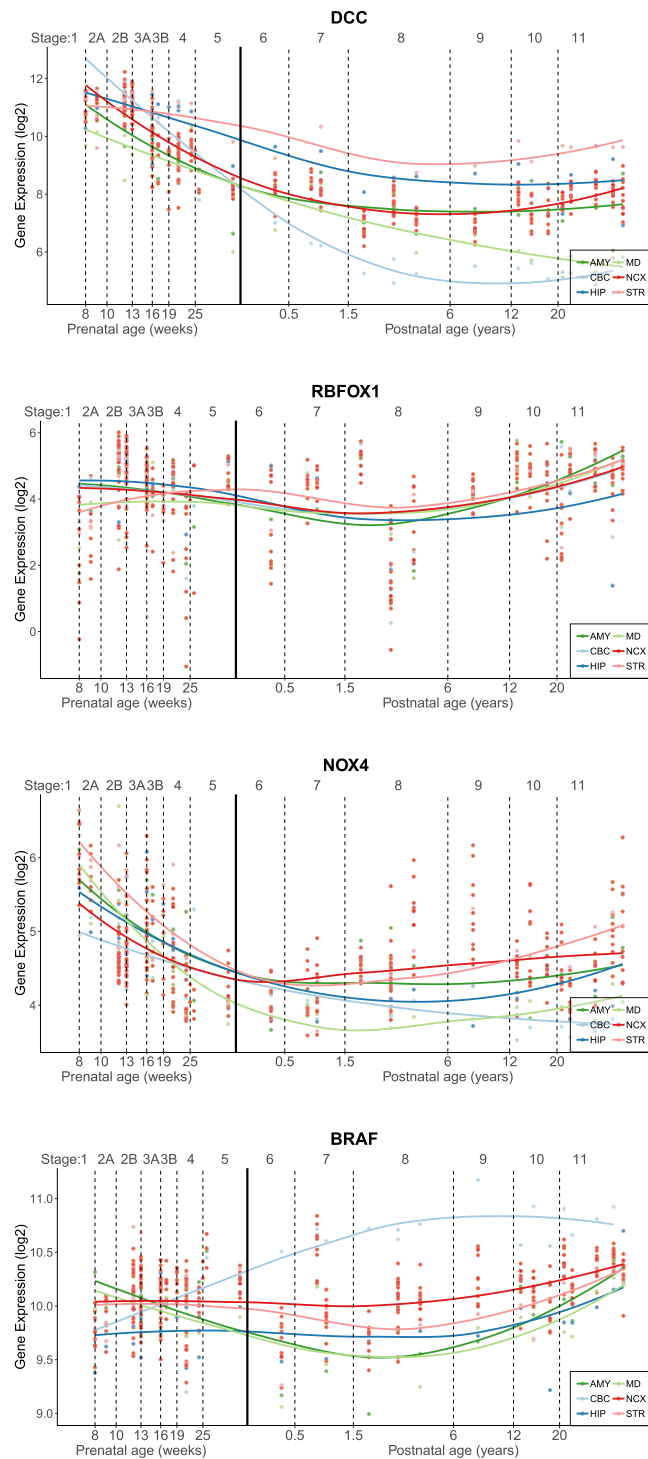 DCC
Stage:1 2A 2B 3A 3B 4 5 6 7 8 9 10 11
Gene Expression (log2)
12
10
8
6
AMY MD
CBC NCX
HIP STR
8 10 13 16 19 25 0.5 1.5 6 12 20
Prenatal age (weeks) Postnatal age (years)
RBFOX1
Stage:1 2A 2B 3A 3B 4 5 6 7 8 9 10 11
Gene Expression (log2)
6
4
2
0
AMY MD
CBC NCX
HIP STR
8 10 13 16 19 25 0.5 1.5 6 12 20
Prenatal age (weeks) Postnatal age (years)
NOX4
Stage:1 2A 2B 3A 3B 4 5 6 7 8 9 10 11
Gene Expression (log2)
6
5
4
AMY MD
CBC NCX
HIP STR
8 10 13 16 19 25 0.5 1.5 6 12 20
Prenatal age (weeks) Postnatal age (years)
BRAF
Stage:1 2A 2B 3A 3B 4 5 6 7 8 9 10 11
Gene Expression (log2)
11.0
10.5
10.0
9.5
9.0
AMY MD
CBC NCX
HIP STR
8 10 13 16 19 25 0.5 1.5 6 12 20
Prenatal age (weeks) Postnatal age (years)